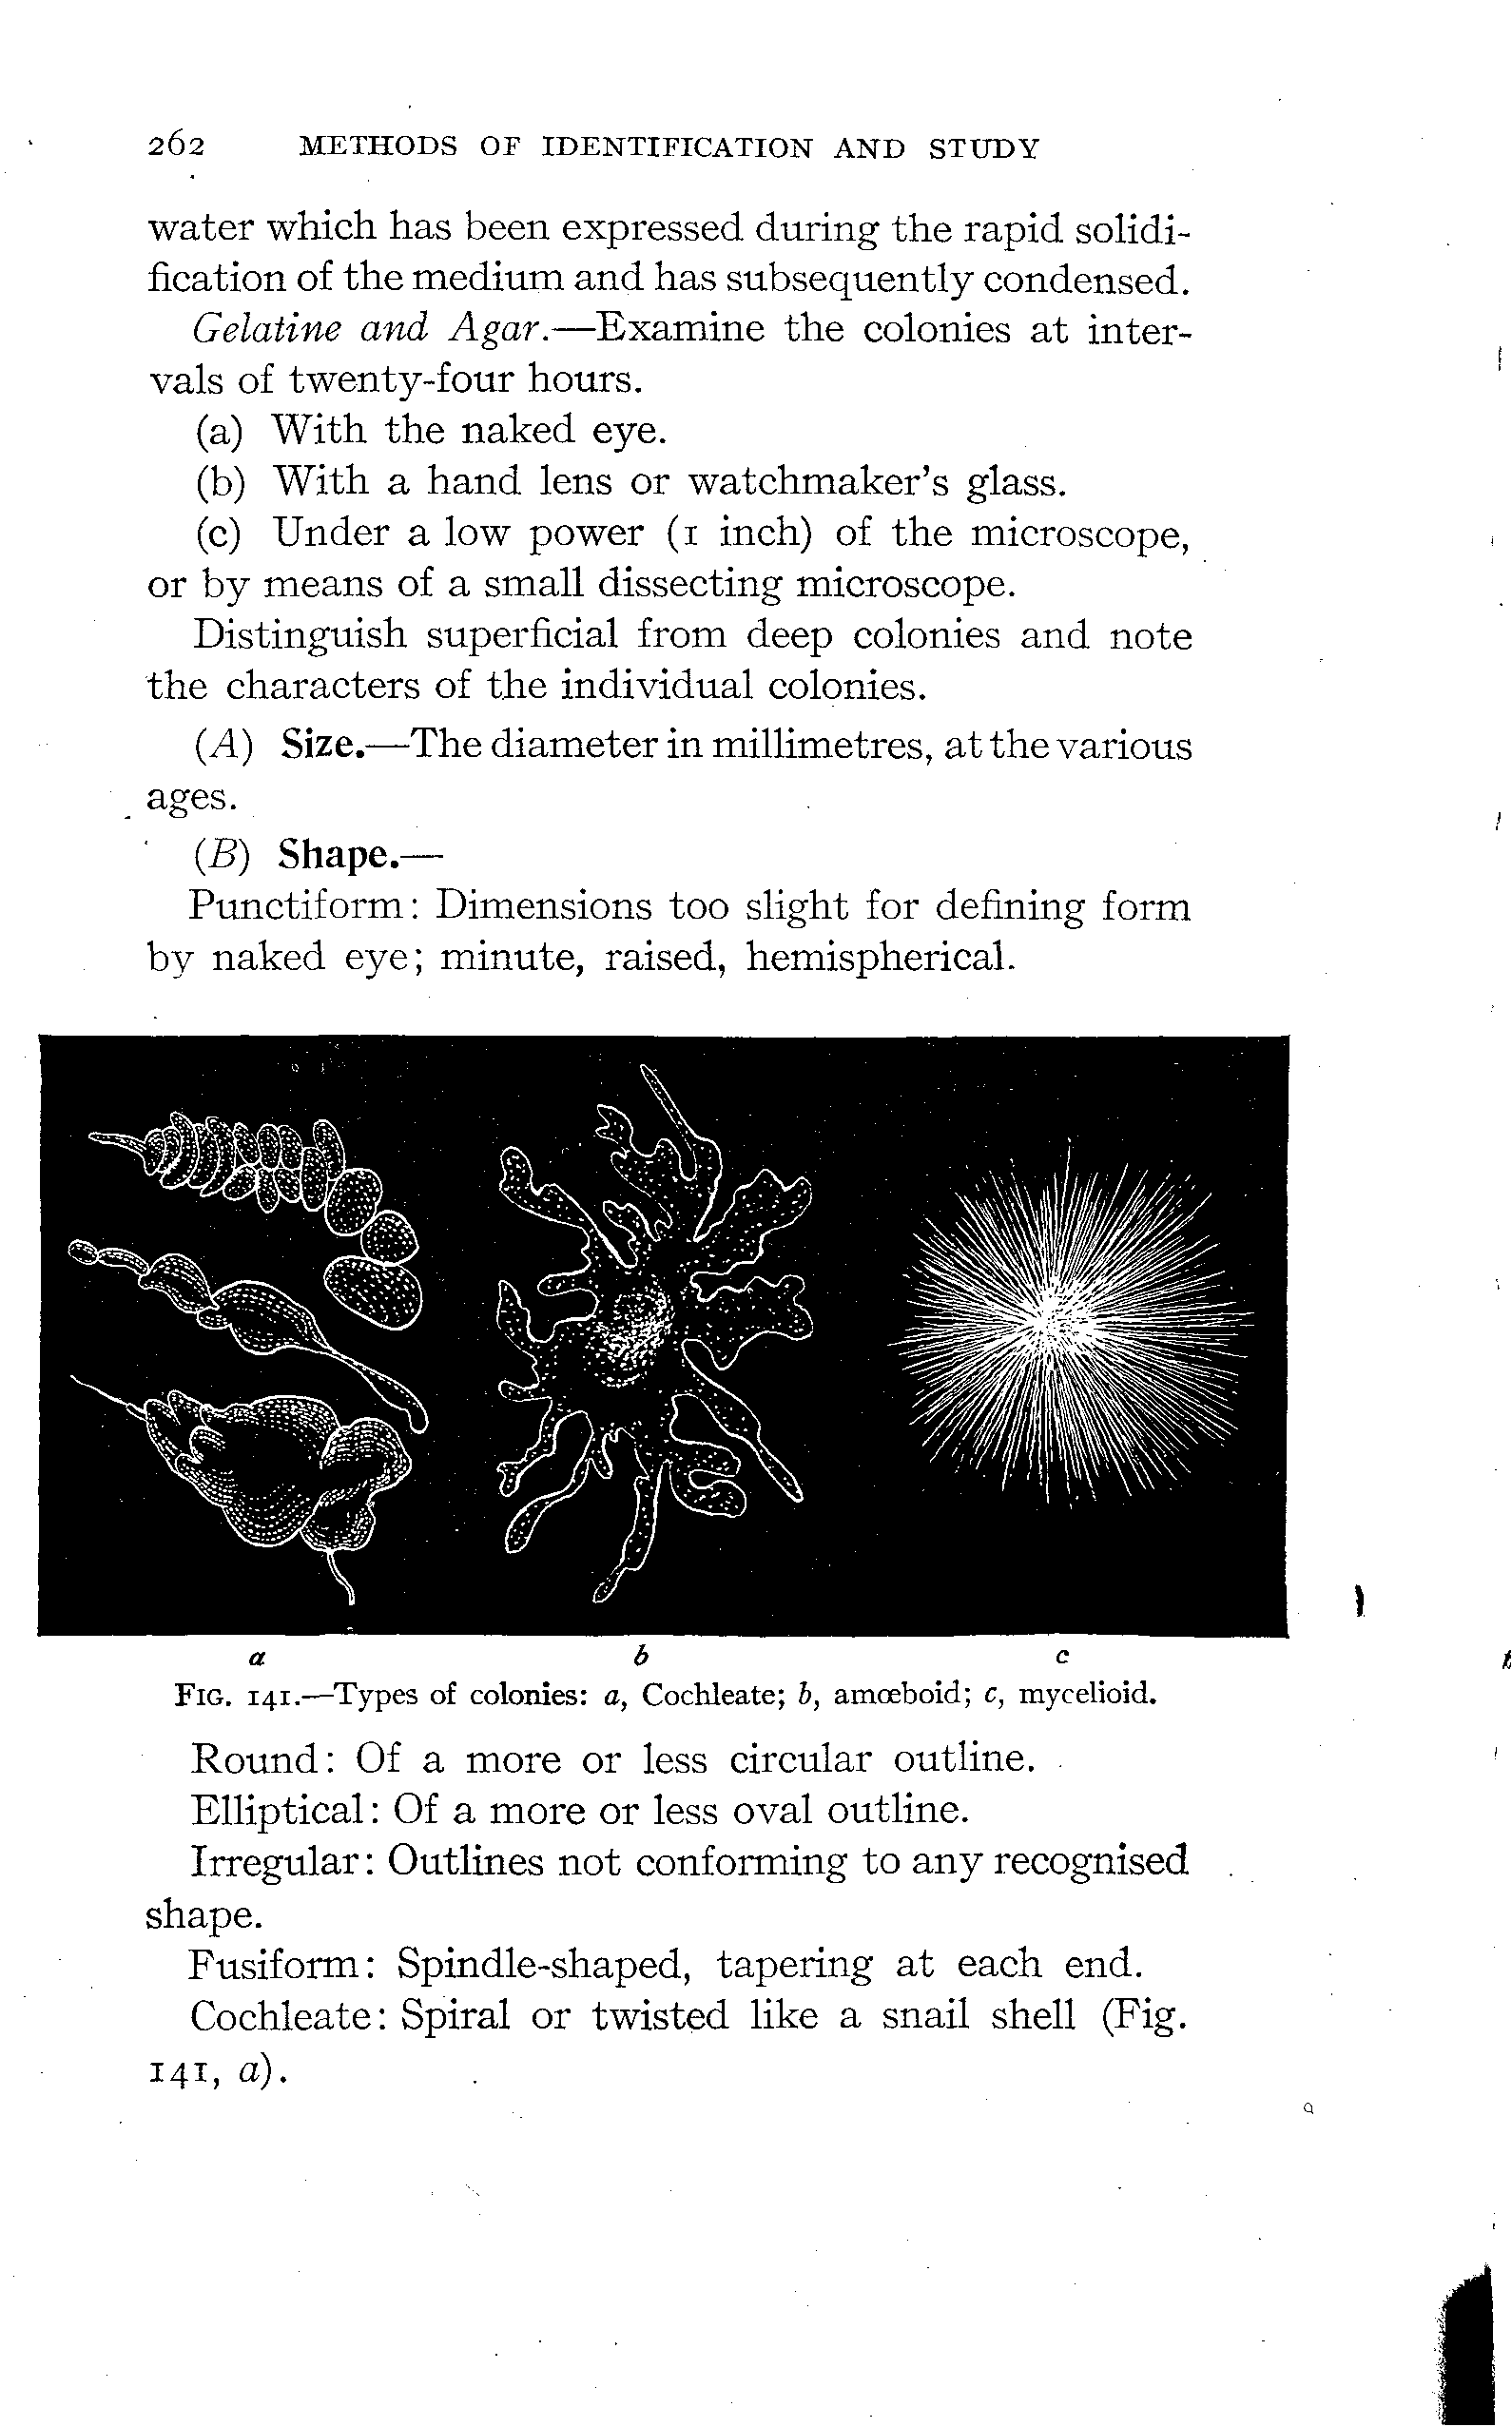 262 METHODS OF IDENTIFICATION AND STUDY
water which has been expressed during the rapid solidi-
fication of the medium and has subsequently condensed.
Gelatine and Agar.—Examine the colonies at inter-
vals of twenty-four hours.
(a) With the naked eye.
(b) With a hand lens or watchmaker's glass.
(c) Under a low power (1 inch) of the microscope,
or by means of a small dissecting microscope.
Distinguish superficial from deep colonies and note
the characters of the individual colonies.
(A) Size.—The diameter in millimetres, at the various
ages.
(B) Shape.—
Punctiform: Dimensions too slight for defining form
by naked eye; minute, raised, hemispherical.
a b c
FIG. 141.—Types of colonies: a, Cochleate; b, amœboid; c, mycelioid.
Round: Of a more or less circular outline.
Elliptical: Of a more or less oval outline.
Irregular: Outlines not conforming to any recognised
shape.
Fusiform: Spindle-shaped, tapering at each end.
Cochleate: Spiral or twisted like a snail shell (Fig.
141, a).